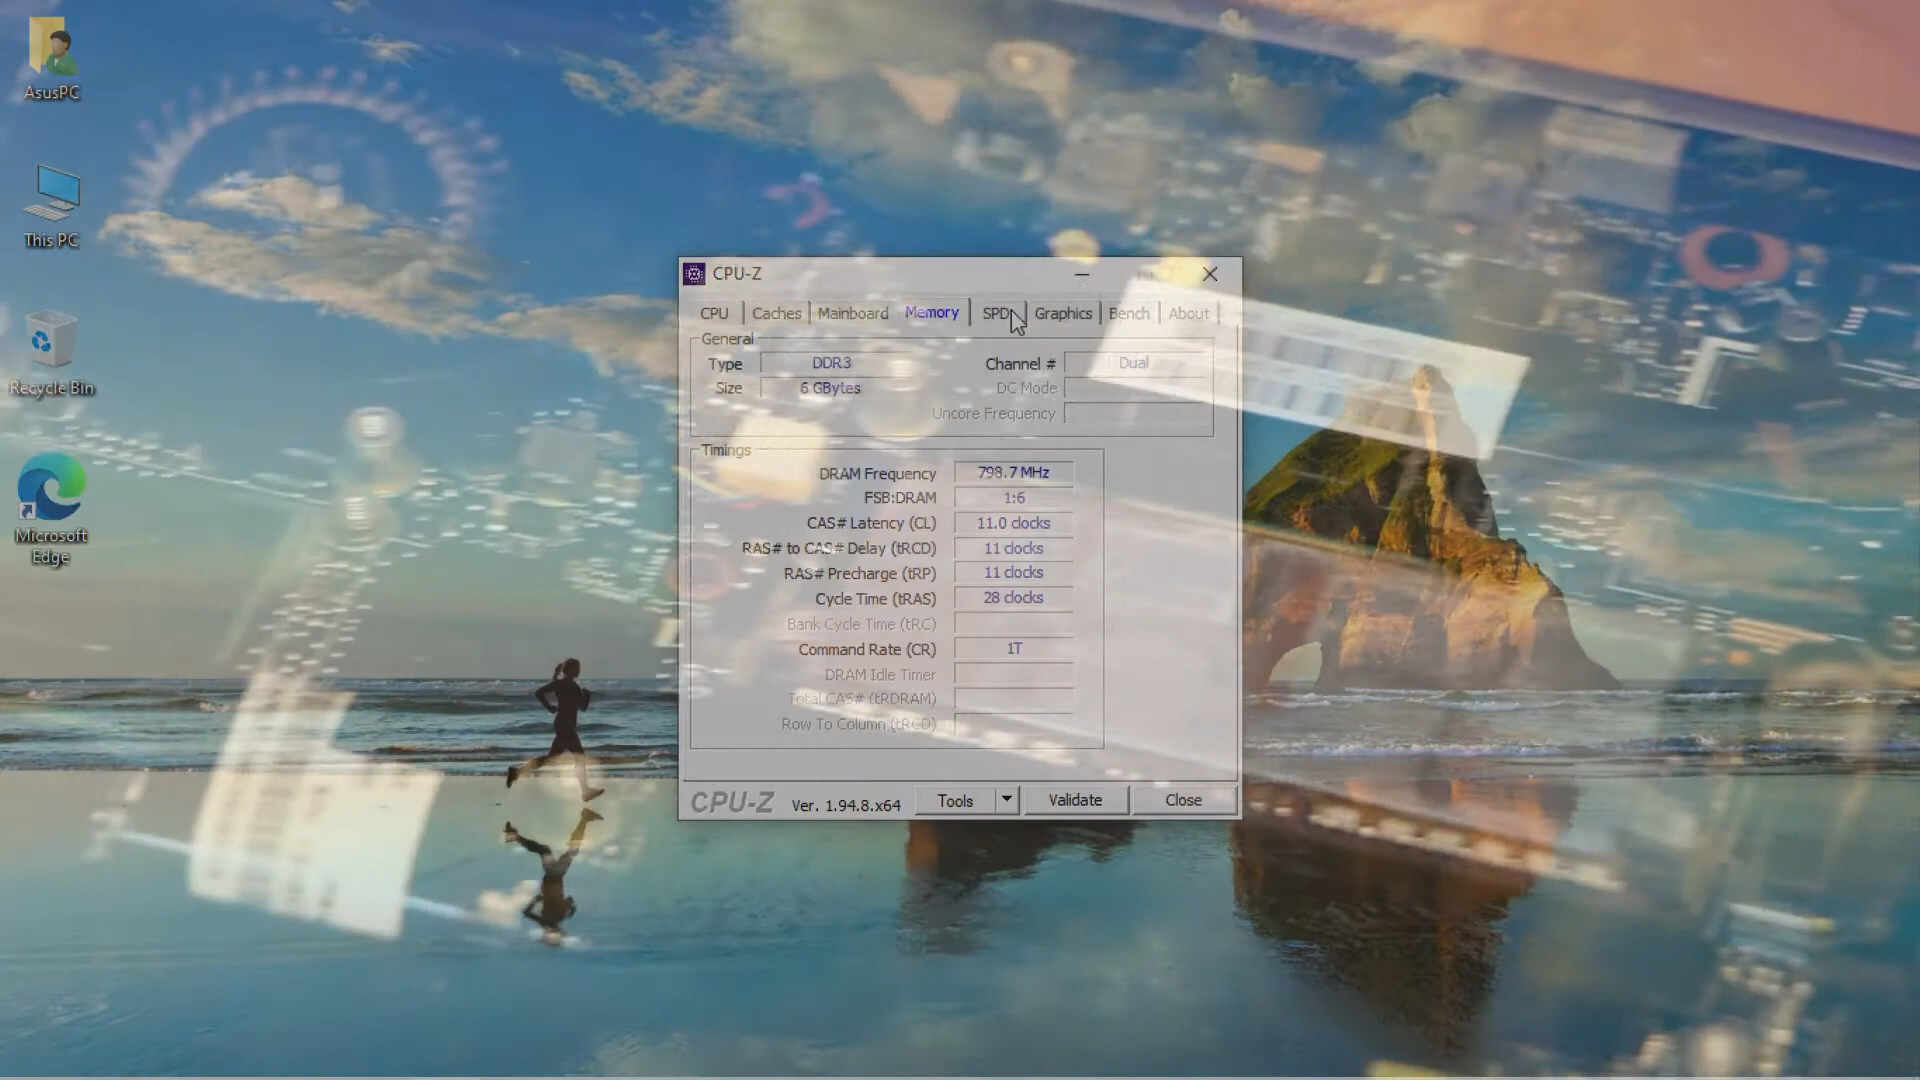 AsusPC
This PC
Recycle Bin
Microsoft
Edge
CPU-Z
CPU Caches Mainboard Memory SPD Graphics Bench About
General
Type DDR3 Channel # Dual
Size 6 GBytes DC Mode
Uncore Frequency
Timings
DRAM Frequency 798.7 MHz
FSB:DRAM 1:6
CAS# Latency (CL) 11.0 clocks
RAS# to CAS# Delay (tRCD) 11 clocks
RAS# Precharge (tRP) 11 clocks
Cycle Time (tRAS) 28 clocks
Bank Cycle Time (tRC)
Command Rate (CR) 1T
DRAM Idle Timer
Total CAS# (tRDRAM)
Row To Column (tRCD)
CPU-Z Ver. 1.94.8.x64 Tools Validate Close